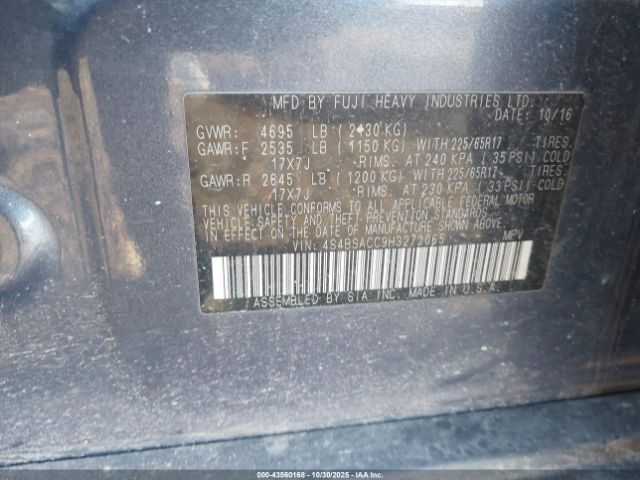 MFD BY FUJI HEAVY INDUSTRIES LTD.
DATE: 10/16
GVWR: 4695 LB (2130 KG)
GAWR:F 2535 LB (1150 KG) WITH 225/65R17 TIRES.
17X7J RIMS. AT 240 KPA (35 PSI) COLD
GAWR:R 2645 LB (1200 KG) WITH 225/65R17 TIRES.
17X7J RIMS. AT 230 KPA (33 PSI) COLD
THIS VEHICLE CONFORMS TO ALL APPLICABLE FEDERAL MOTOR
VEHICLE SAFETY AND THEFT PREVENTION STANDARDS
IN EFFECT ON THE DATE OF MANUFACTURE SHOWN ABOVE.
VIN: 4S4BSACC9H3272065 MPV
ASSEMBLED BY SIA INC. MADE IN U.S.A.
000-43560168 - 10/30/2025 - IAAI.com